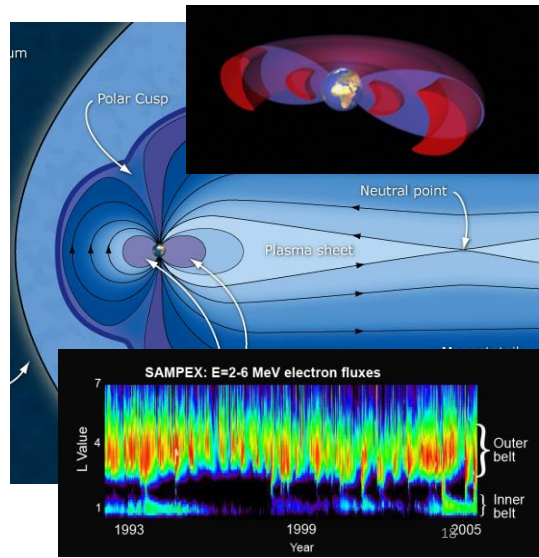 um
Polar Cusp
Neutral point
Plasma sheet
SAMPEX: E=2-6 MeV electron fluxes
7
L Value
4
Outer
belt
1
Inner
belt
1993
1999
2005
18
Year